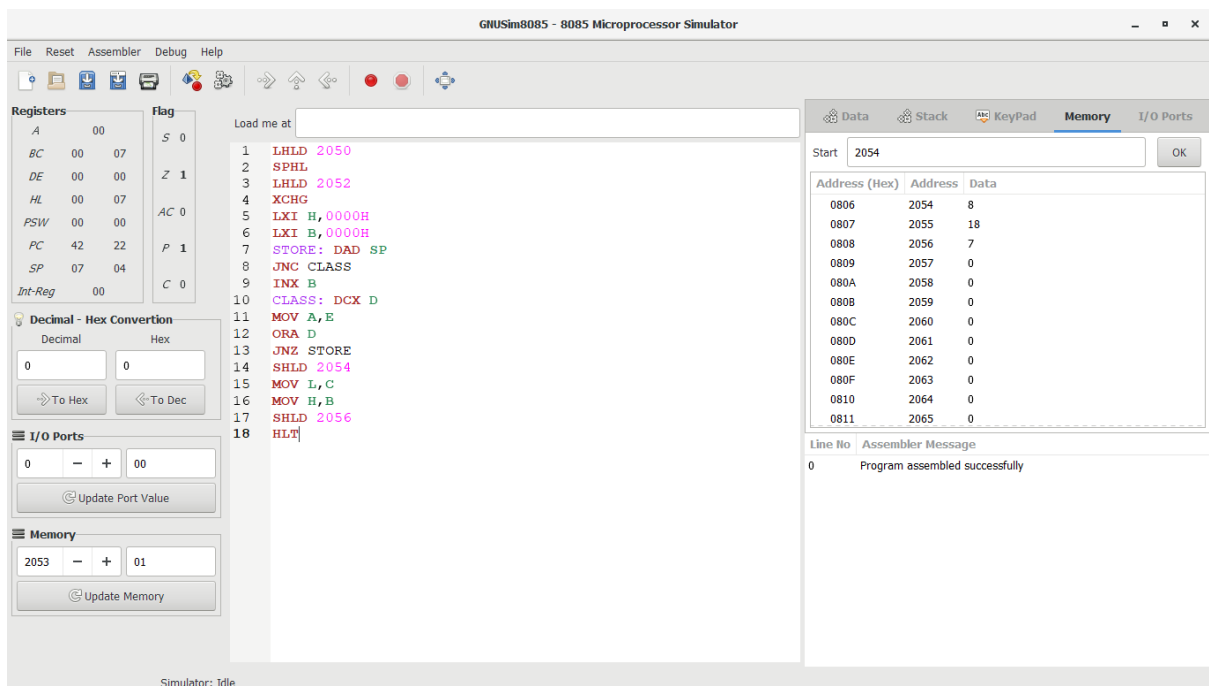 GNUSim8085 - 8085 Microprocessor Simulator
File Reset Assembler Debug Help
Registers
A 00
BC 00 07
DE 00 00
HL 00 07
PSW 00 00
PC 42 22
SP 07 04
Int-Reg 00
Flag
S 0
Z 1
AC 0
P 1
C 0
Decimal - Hex Convertion
Decimal Hex
0 0
To Hex To Dec
I/O Ports
0 − + 00
Update Port Value
Memory
2053 − + 01
Update Memory
Load me at
1 LHLD 2050
2 SPHL
3 LHLD 2052
4 XCHG
5 LXI H,0000H
6 LXI B,0000H
7 STORE: DAD SP
8 JNC CLASS
9 INX B
10 CLASS: DCX D
11 MOV A,E
12 ORA D
13 JNZ STORE
14 SHLD 2054
15 MOV L,C
16 MOV H,B
17 SHLD 2056
18 HLT
Data Stack Abc KeyPad Memory I/O Ports
Start 2054 OK
Address (Hex) Address Data
0806 2054 8
0807 2055 18
0808 2056 7
0809 2057 0
080A 2058 0
080B 2059 0
080C 2060 0
080D 2061 0
080E 2062 0
080F 2063 0
0810 2064 0
0811 2065 0
Line No Assembler Message
0 Program assembled successfully
Simulator: Idle